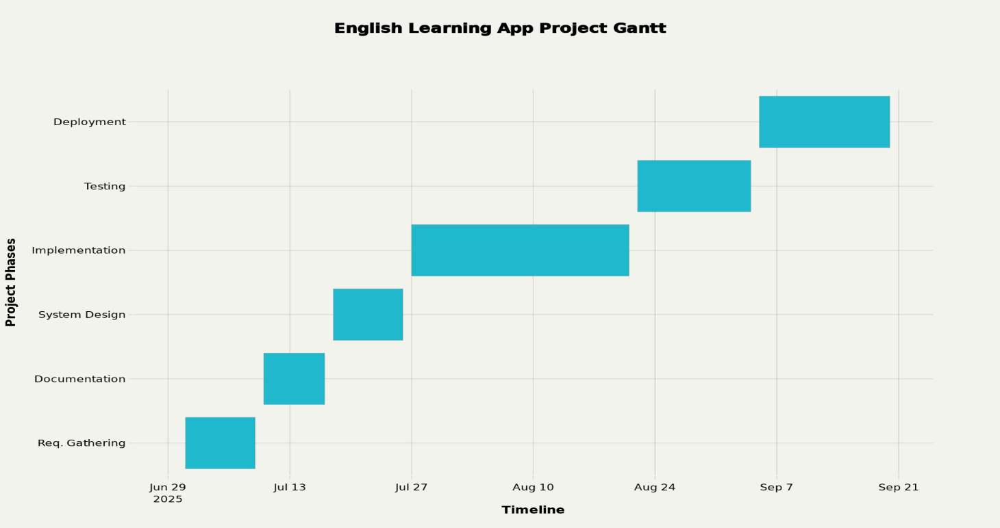 English Learning App Project Gantt
Project Phases
Deployment
Testing
Implementation
System Design
Documentation
Req. Gathering
Jun 29 Jul 13 Jul 27 Aug 10 Aug 24 Sep 7 Sep 21
2025
Timeline